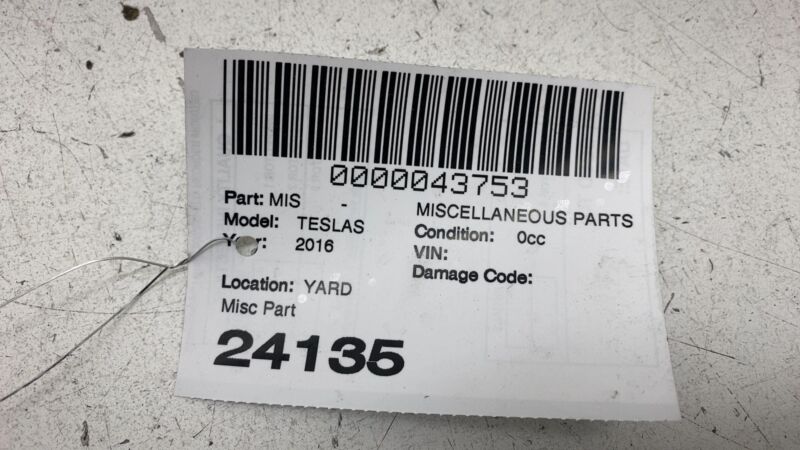 0000043753
Part: MIS - MISCELLANEOUS PARTS
Model: TESLAS Condition: 0cc
2016 VIN:
Damage Code:
Location: YARD
Misc Part
24135